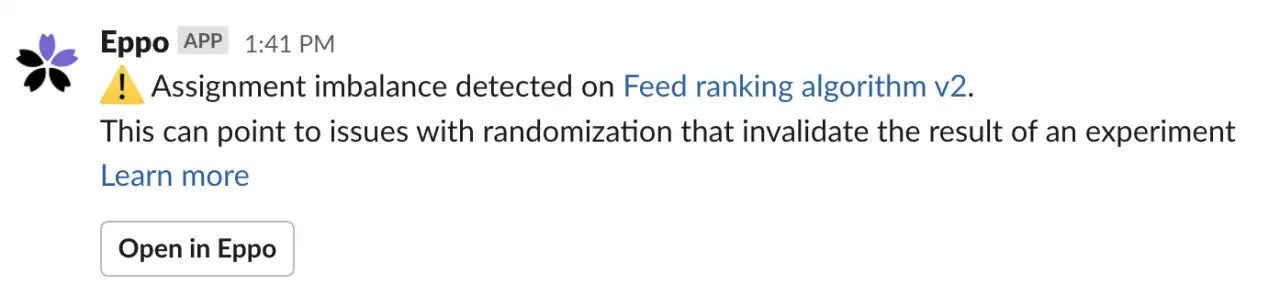 Eppo APP 1:41 PM
⚠️ Assignment imbalance detected on Feed ranking algorithm v2.
This can point to issues with randomization that invalidate the result of an experiment
Learn more
Open in Eppo